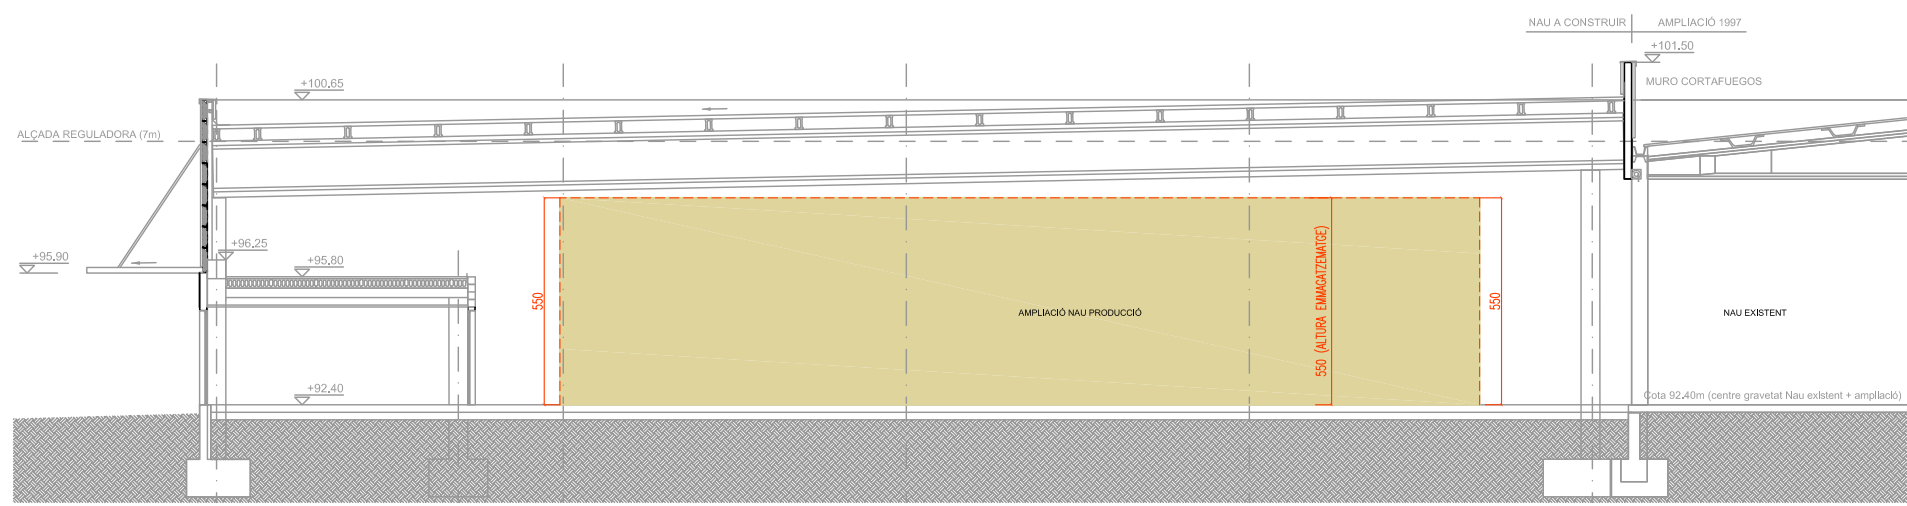 NAU A CONSTRUIR
AMPLIACIÓ 1997
+101.50
+100.65
MURO CORTAFUEGOS
ALÇADA REGULADORA (7m)
+96.25
+95.90
+95.80
550
550 (ALTURA EMMAGATZEMATGE)
550
AMPLIACIÓ NAU PRODUCCIÓ
NAU EXISTENT
+92.40
Cota 92.40m (centre gravetat Nau existent + ampliació)